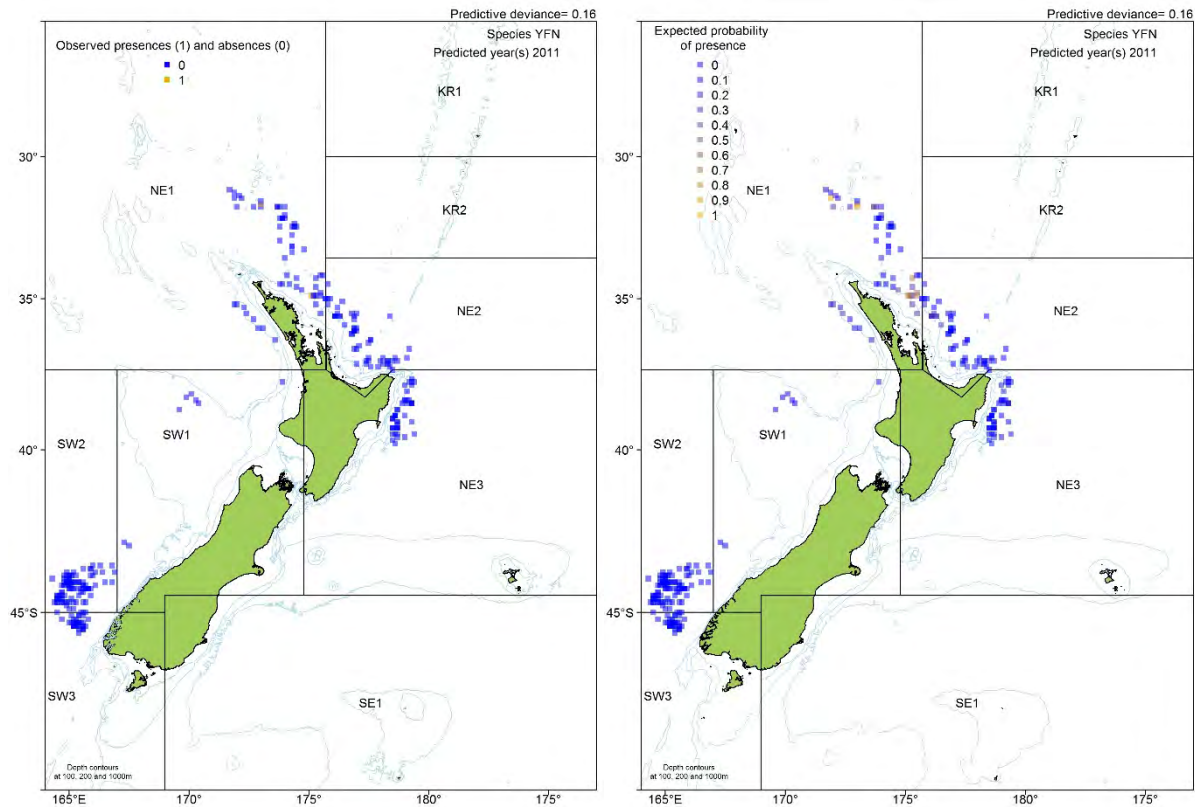 Predictive deviance= 0.16
Species YFN
Predicted year(s) 2011
Observed presences (1) and absences (0)
0
1
KR1
30°
NE1
KR2
35°
NE2
SW2
SW1
40°
NE3
45°S
SW3
SE1
Depth contours
at 100, 200 and 1000m
165°E
170°
175°
180°
175°
Predictive deviance= 0.16
Species YFN
Predicted year(s) 2011
Expected probability
of presence
0
0.1
0.2
0.3
0.4
0.5
0.6
0.7
0.8
0.9
1
KR1
30°
NE1
KR2
35°
NE2
SW2
SW1
40°
NE3
45°S
SW3
SE1
Depth contours
at 100, 200 and 1000m
165°E
170°
175°
180°
175°